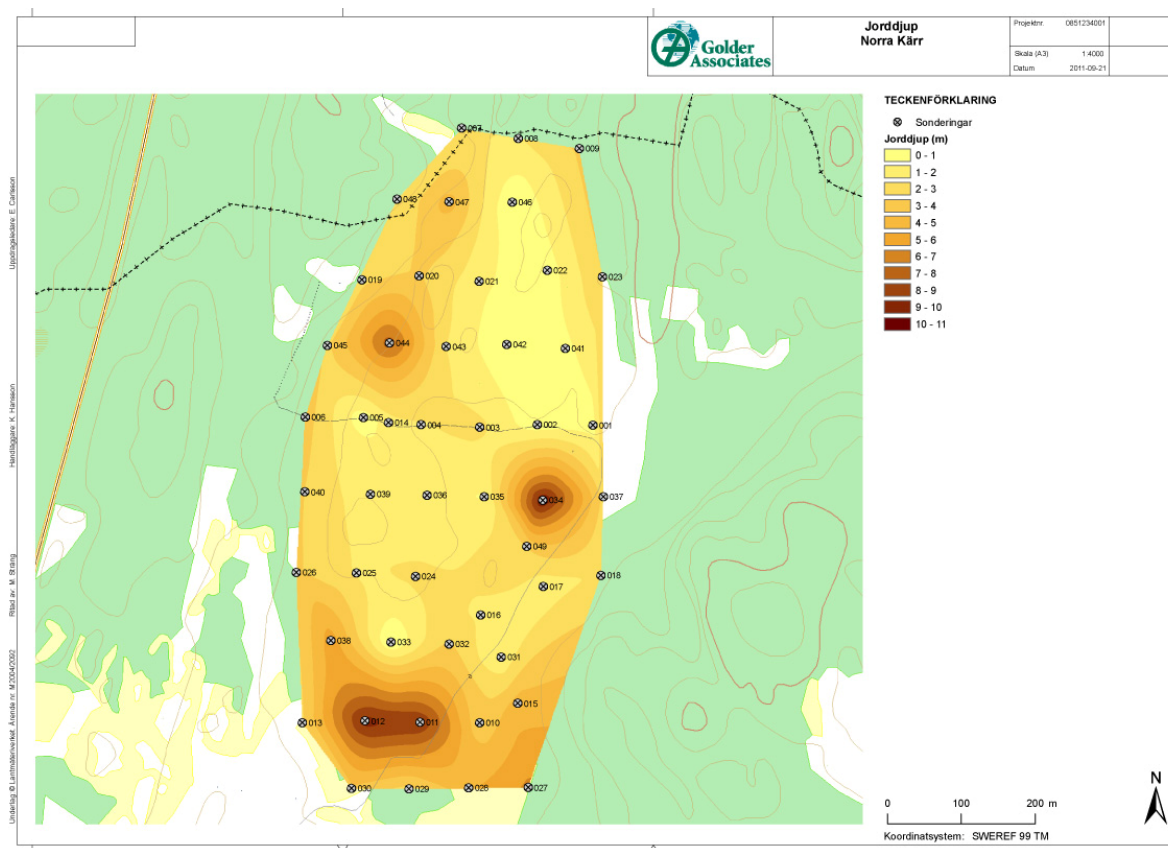 Golder
Associates
Jorddjup
Norra Kärr
Projektnr. 0851234001
Skala (A3) 1:4000
Datum 2011-09-21
TECKENFÖRKLARING
Sonderingar
Jorddjup (m)
0 - 1
1 - 2
2 - 3
3 - 4
4 - 5
5 - 6
6 - 7
7 - 8
8 - 9
9 - 10
10 - 11
007
008
009
048
047
046
019
020
021
022
023
045
044
043
042
041
006
005
014
004
003
002
001
040
039
036
035
034
037
049
026
025
024
017
018
016
038
033
032
031
015
013
012
011
010
030
029
028
027
Uppdragsledare: E. Carlsson
Handläggare: K. Hansson
Ritad av: M. Strâng
Underlag: © Lantmäteriverket. Ärende nr. M2004/2092
0 100 200 m
N
Koordinatsystem: SWEREF 99 TM